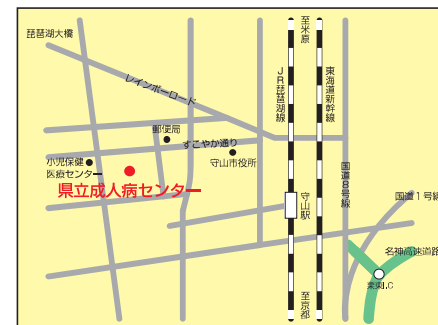 琵琶湖大橋
至米原
レインボーロード
JR琵琶湖線
東海道新幹線
郵便局
すこやか通り
小児保健
医療センター
守山市役所
県立成人病センター
国道8号線
守山駅
国道1号線
名神高速道路
栗東I.C
至京都